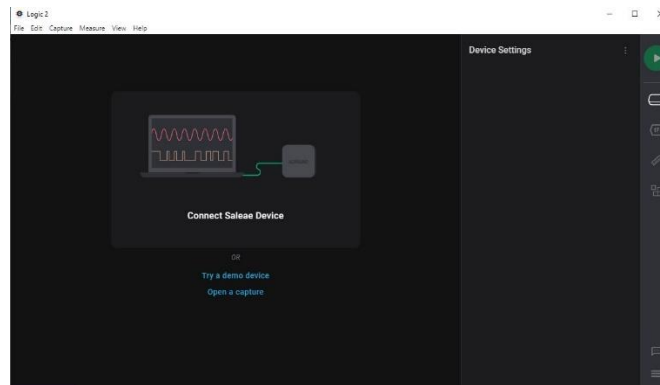 Logic 2
File Edit Capture Measure View Help
Device Settings
Connect Saleae Device
OR
Try a demo device
Open a capture